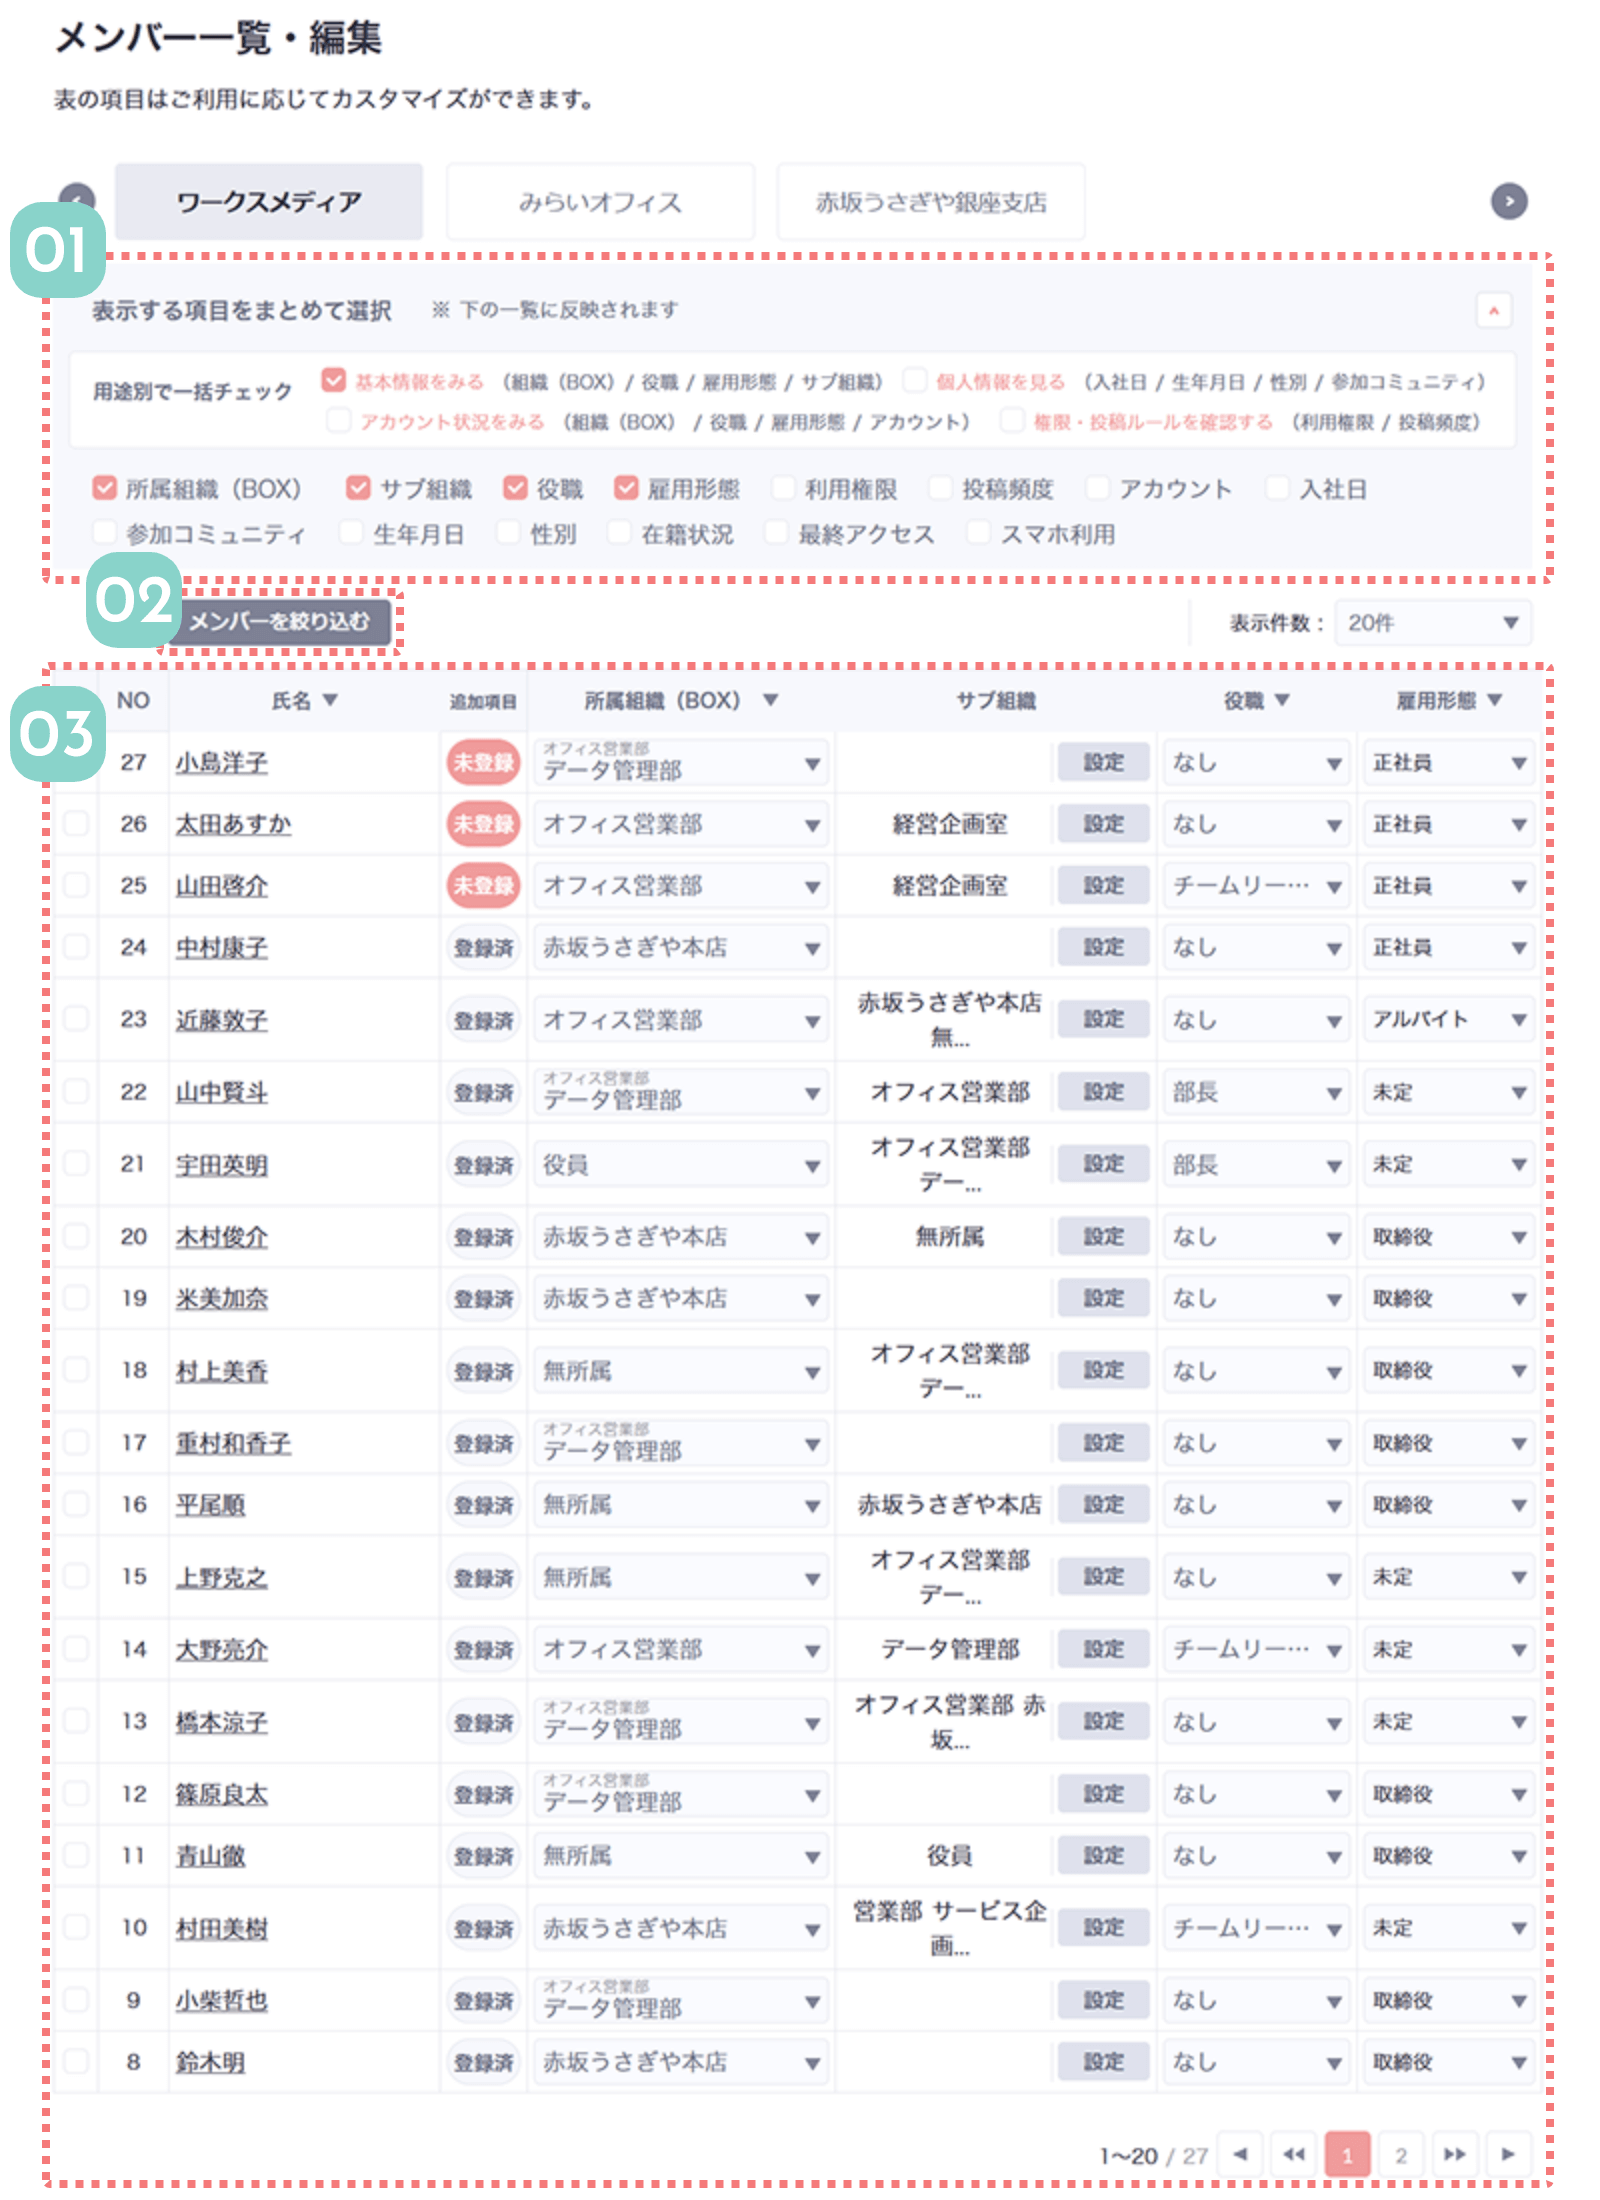 メンバー一覧・編集
表の項目はご利用に応じてカスタマイズができます。
ワークスメディア みらいオフィス 赤坂うさぎや銀座支店
01
表示する項目をまとめて選択 ※ 下の一覧に反映されます
用途別で一括チェック 基本情報をみる （組織（BOX）/ 役職 / 雇用形態 / サブ組織） 個人情報を見る （入社日 / 生年月日 / 性別 / 参加コミュニティ）
アカウント状況をみる （組織（BOX） / 役職 / 雇用形態 / アカウント） 権限・投稿ルールを確認する （利用権限 / 投稿頻度）
所属組織（BOX） サブ組織 役職 雇用形態 利用権限 投稿頻度 アカウント 入社日
参加コミュニティ 生年月日 性別 在籍状況 最終アクセス スマホ利用
02
メンバーを絞り込む 表示件数： 20件 ▼
03
NO 氏名 ▼ 追加項目 所属組織（BOX） ▼ サブ組織 役職 ▼ 雇用形態 ▼
27 小島洋子 未登録 オフィス営業部 データ管理部 ▼ 設定 なし ▼ 正社員 ▼
26 太田あすか 未登録 オフィス営業部 ▼ 経営企画室 設定 なし ▼ 正社員 ▼
25 山田啓介 未登録 オフィス営業部 ▼ 経営企画室 設定 チームリー… ▼ 正社員 ▼
24 中村康子 登録済 赤坂うさぎや本店 ▼ 設定 なし ▼ 正社員 ▼
23 近藤敦子 登録済 オフィス営業部 ▼ 赤坂うさぎや本店 無... 設定 なし ▼ アルバイト ▼
22 山中賢斗 登録済 オフィス営業部 データ管理部 ▼ オフィス営業部 設定 部長 ▼ 未定 ▼
21 宇田英明 登録済 役員 ▼ オフィス営業部 デー... 設定 部長 ▼ 未定 ▼
20 木村俊介 登録済 赤坂うさぎや本店 ▼ 無所属 設定 なし ▼ 取締役 ▼
19 米美加奈 登録済 赤坂うさぎや本店 ▼ 設定 なし ▼ 取締役 ▼
18 村上美香 登録済 無所属 ▼ オフィス営業部 デー... 設定 なし ▼ 取締役 ▼
17 重村和香子 登録済 オフィス営業部 データ管理部 ▼ 設定 なし ▼ 取締役 ▼
16 平尾順 登録済 無所属 ▼ 赤坂うさぎや本店 設定 なし ▼ 取締役 ▼
15 上野克之 登録済 無所属 ▼ オフィス営業部 デー... 設定 なし ▼ 未定 ▼
14 大野亮介 登録済 オフィス営業部 ▼ データ管理部 設定 チームリー… ▼ 未定 ▼
13 橋本涼子 登録済 オフィス営業部 データ管理部 ▼ オフィス営業部 赤坂... 設定 なし ▼ 未定 ▼
12 篠原良太 登録済 オフィス営業部 データ管理部 ▼ 設定 なし ▼ 取締役 ▼
11 青山徹 登録済 無所属 ▼ 役員 設定 なし ▼ 取締役 ▼
10 村田美樹 登録済 赤坂うさぎや本店 ▼ 営業部 サービス企画... 設定 チームリー… ▼ 未定 ▼
9 小柴哲也 登録済 オフィス営業部 データ管理部 ▼ 設定 なし ▼ 取締役 ▼
8 鈴木明 登録済 赤坂うさぎや本店 ▼ 設定 なし ▼ 取締役 ▼
1〜20 / 27 1 2